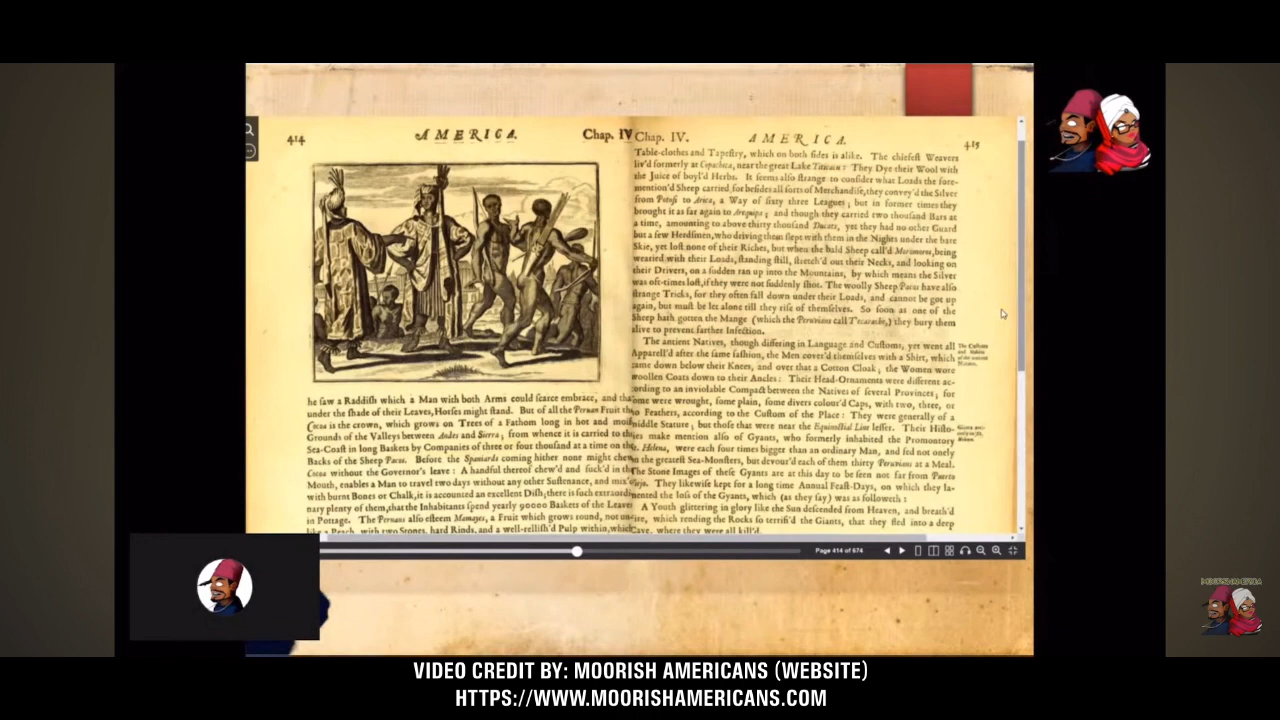 414
AMERICA.
Chap. IV
he saw a Raddish which a Man with both Arms could scarce embrace, and tha
under the shade of their Leaves, Horses might stand. But of all the Peruan Fruit th
Cocoa is the crown, which grows on Trees of a Fathom long in hot and moi
Grounds of the Valleys between Andes and Sierra; from whence it is carried to th
Sea-Coast in long Baskets by Companies of three or four thousand at a time on th
Backs of the Sheep Pacos. Before the Spaniards coming hither none might chew
Cocoa without the Governor's leave: A handful thereof chew'd and suck'd in th
Mouth, enables a Man to travel two days without any other Sustenance, and mix'd
with burnt Bones or Chalk, it is accounted an excellent Dish; there is such extraordi
nary plenty of them, that the Inhabitants spend yearly 90000 Baskets of the Leaves
in Pottage. The Peruans also esteem Mamayes, a Fruit which grows round, not un
like a Peach, with two Stones, hard Rinds, and a well-rellish'd Pulp within, which
Chap. IV.
AMERICA.
415
Table-clothes and Tapestry, which on both sides is alike. The chiefest Weavers
liv'd formerly at Copachica, near the great Lake Titicaca: They Dye their Wool with
the Juice of boyl'd Herbs. It seems also strange to consider what Loads the fore-
mention'd Sheep carried, for besides all sorts of Merchandise, they convey'd the Silver
from Potosi to Arica, a Way of sixty three Leagues; but in former times they
brought it as far again to Arequipa; and though they carried two thousand Bars at
a time, amounting to above thirty thousand Ducats, yet they had no other Guard
but a few Herdsmen, who driving them slept with them in the Nights under the bare
Skie, yet lost none of their Riches, but when the bald Sheep call'd Moromoros, being
wearied with their Loads, standing still, stretch'd out their Necks, and looking on
their Drivers, on a sudden ran up into the Mountains, by which means the Silver
was oft-times lost, if they were not suddenly shot. The woolly Sheep Pacos have also
strange Tricks, for they often fall down under their Loads, and cannot be got up
again, but must be let alone till they rise of themselves. So soon as one of the
Sheep hath gotten the Mange (which the Peruvians call) they bury them
alive to prevent farther Infection.
The ancient Natives, though differing in Language and Customs, yet went all
Apparell'd after the same fashion, the Men cover'd themselves with a Shirt, which
came down below their Knees, and over that a Cotton Cloak; the Women wore
woollen Coats down to their Ancles: Their Head-Ornaments were different ac-
cording to an inviolable Compact between the Natives of several Provinces; for
some were wrought, some plain, some divers colour'd Caps, with two, three, or
no Feathers, according to the Custom of the Place: They were generally of a
middle Stature; but those that were near the Equinoctial Line lesser. Their Histo-
ies make mention also of Gyants, who formerly inhabited the Promontory
St. Helena, were each four times bigger than an ordinary Man, and fed not onely
on the greatest Sea-Monsters, but devour'd each of them thirty Peruvians at a Meal.
The Stone Images of these Gyants are at this day to be seen not far from Puerto
Viejo. They likewise kept for a long time Annual Feast-Days, on which they la-
mented the loss of the Gyants, which (as they say) was as followeth:
A Youth glittering in glory like the Sun descended from Heaven, and breath'd
ire, which rending the Rocks so terrifi'd the Giants, that they fled into a deep
Cave, where they were all kill'd.
The Customs
and Habits
of the ancient
Natives.
Page 414 of 674
VIDEO CREDIT BY: MOORISH AMERICANS (WEBSITE)
HTTPS://WWW.MOORISHAMERICANS.COM